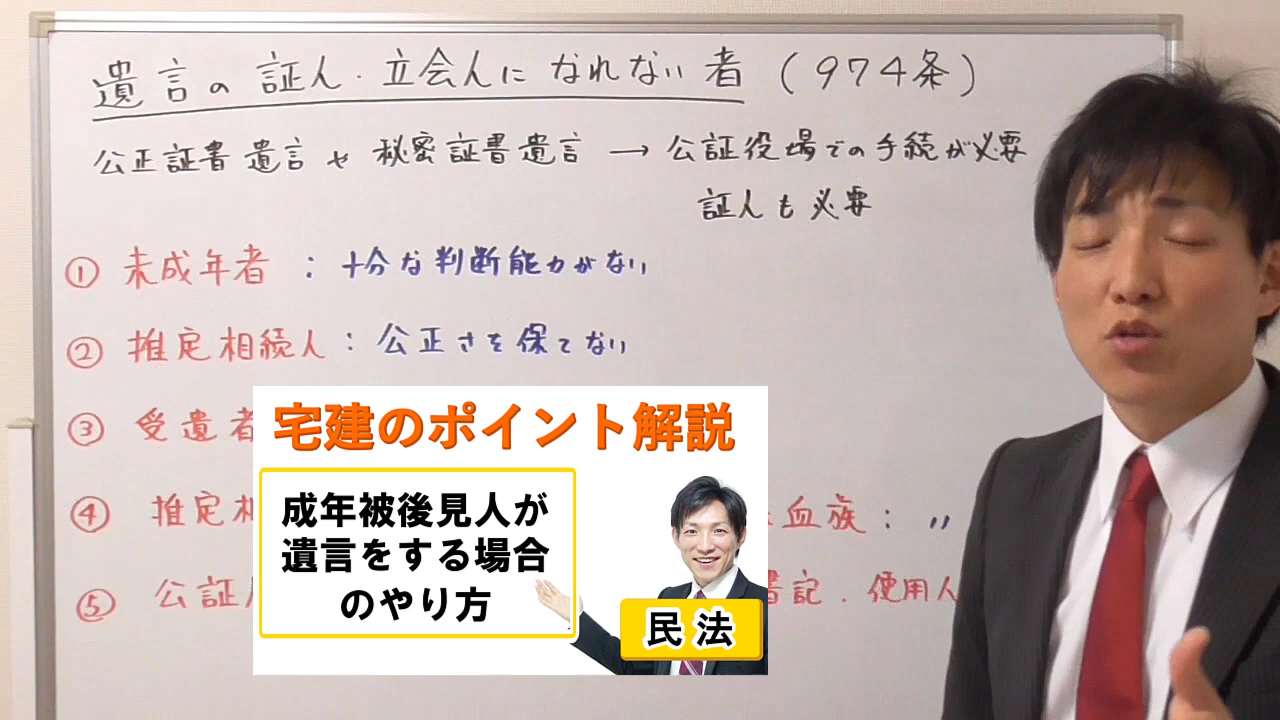 遺言の証人・立会人になれない者（974条）
公正証書遺言や秘密証書遺言→公証役場での手続が必要
証人も必要
① 未成年者：十分な判断能力がない
② 推定相続人：公正さを保てない
③ 受遺者
④ 推定相 血族：〃
⑤ 公証人 書記．使用人
宅建のポイント解説
成年被後見人が
遺言をする場合
のやり方
民法